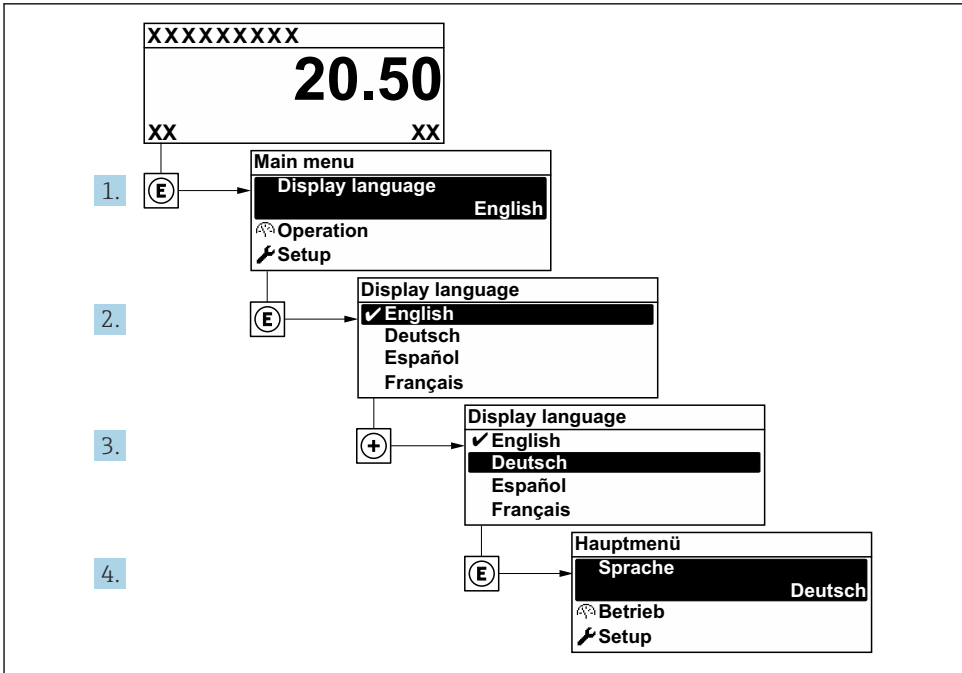 XXXXXXXXX
20.50
XX XX
1. E
Main menu
Display language
English
Operation
Setup
2. E
Display language
✔English
Deutsch
Español
Français
3. +
Display language
✔English
Deutsch
Español
Français
4. E
Hauptmenü
Sprache
Deutsch
Betrieb
Setup